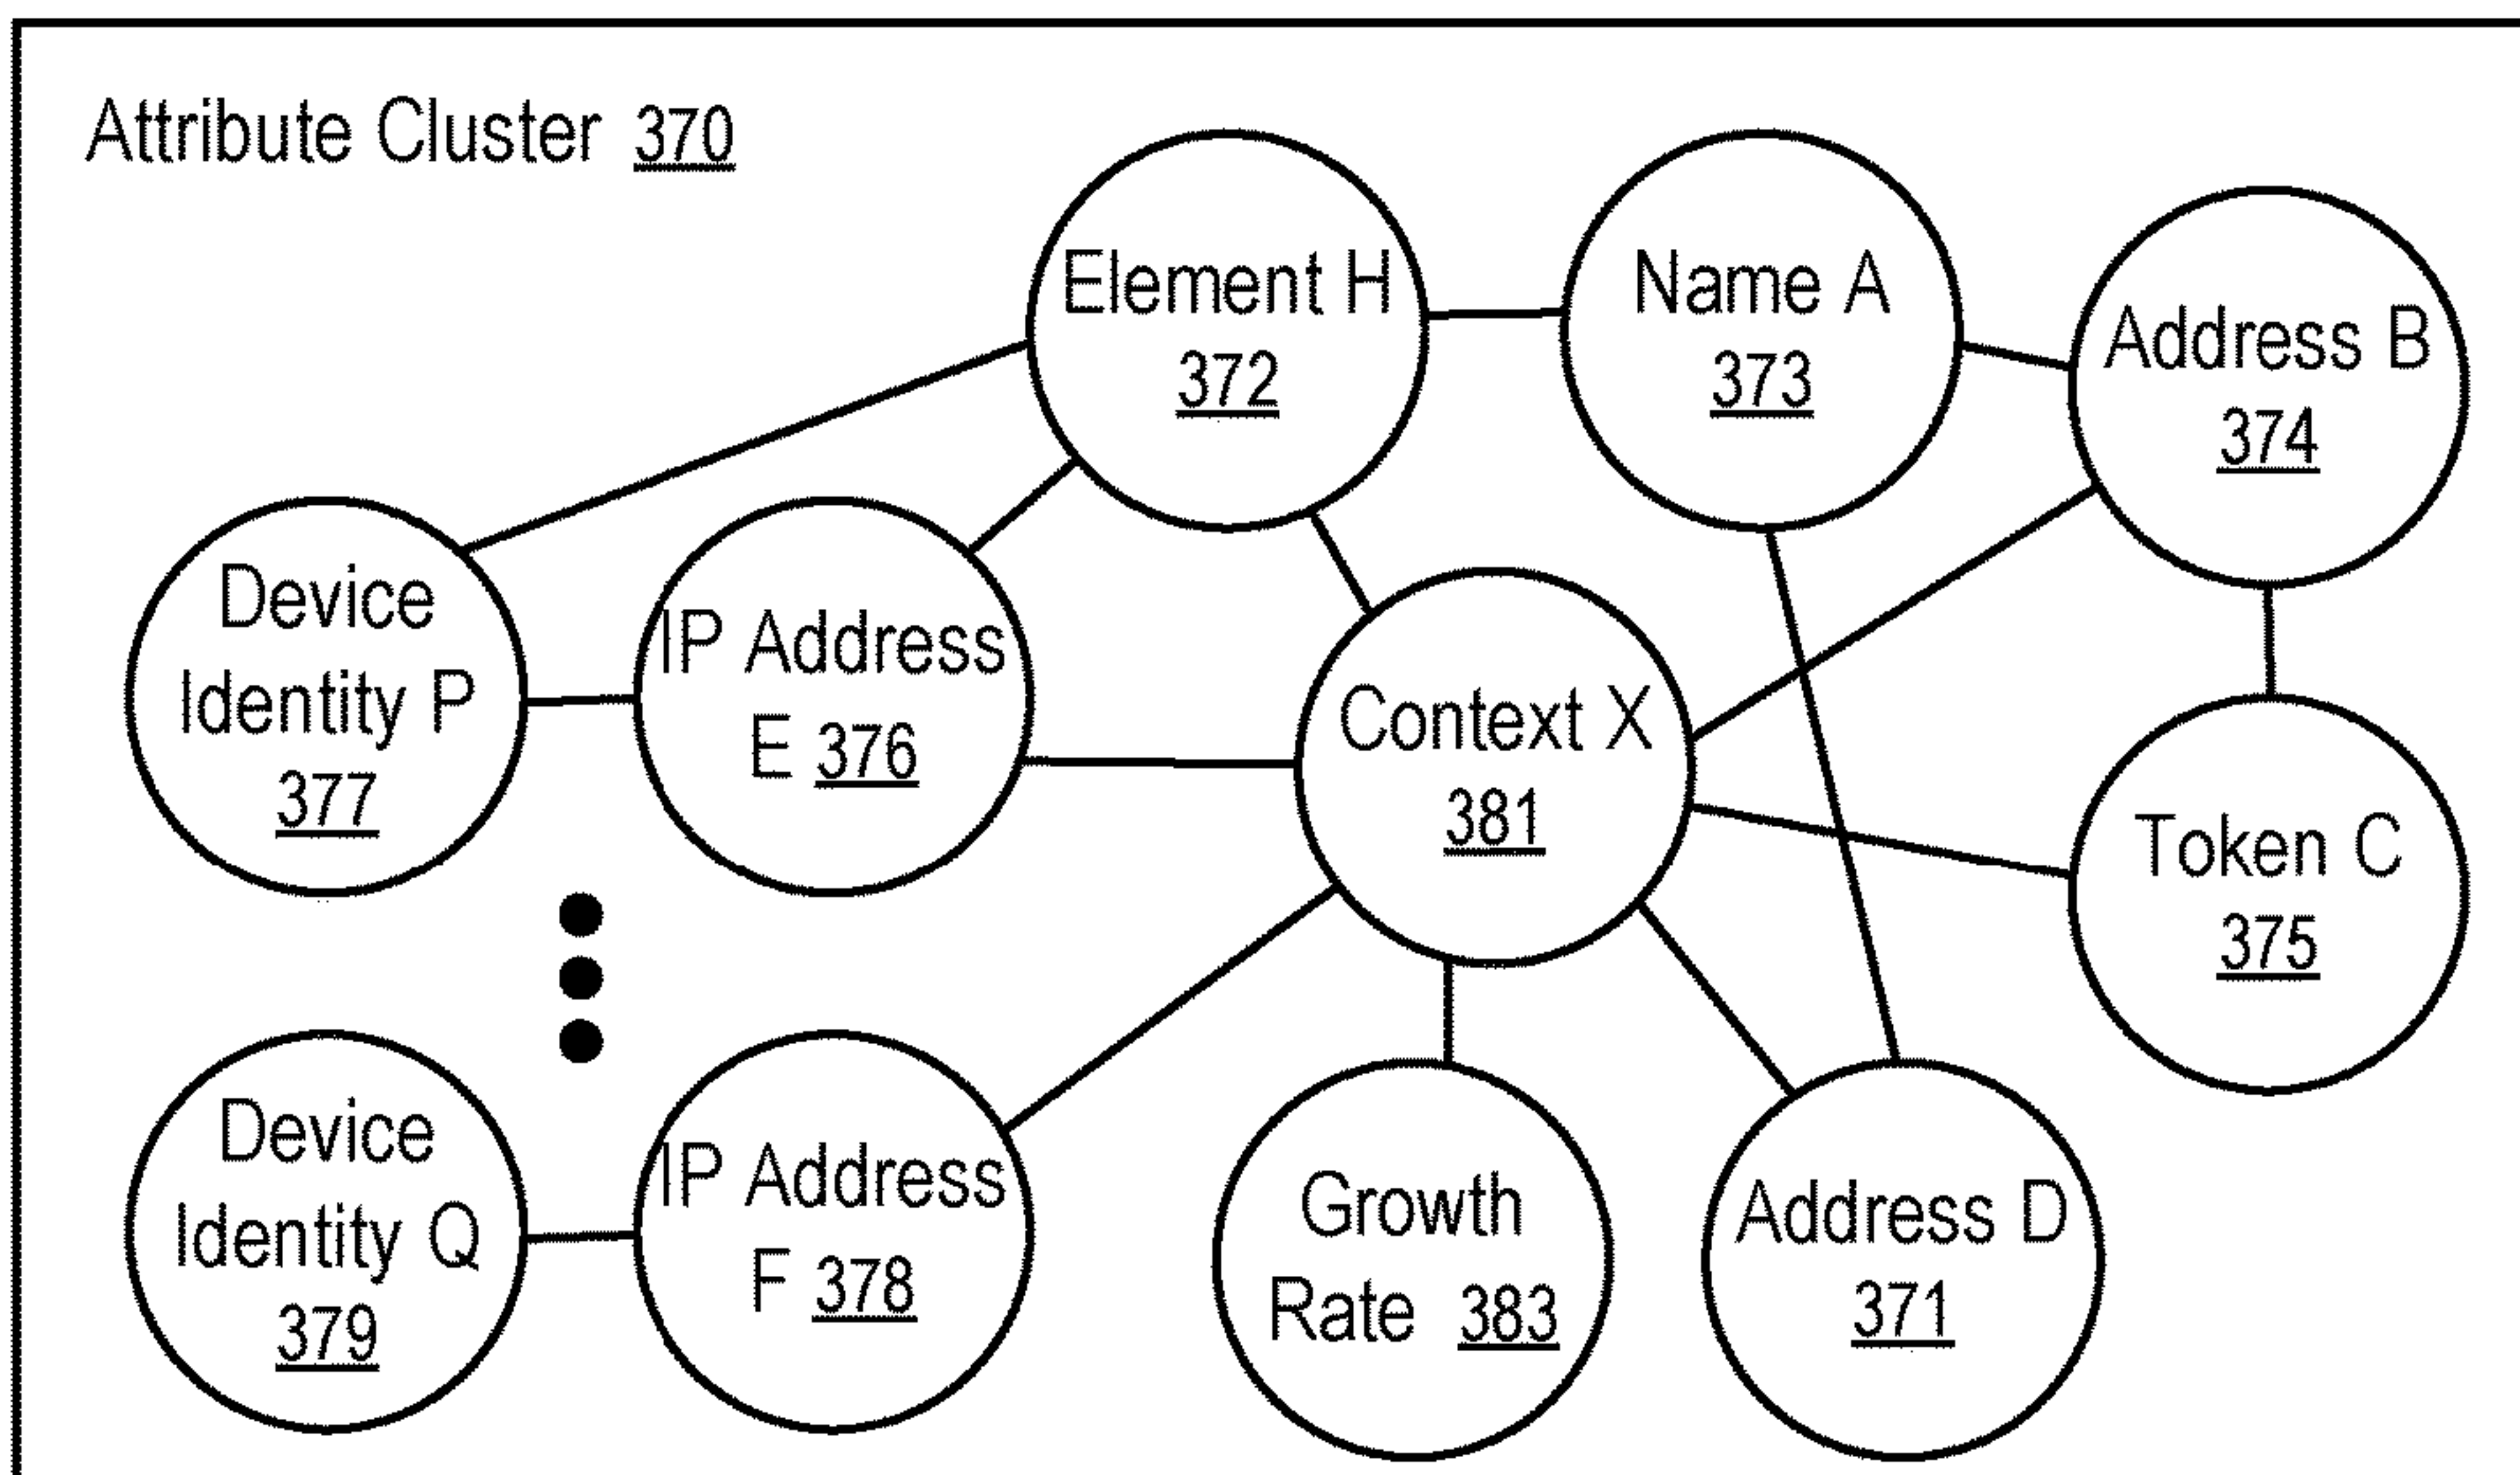 Attribute Cluster 370
Element H
372
Name A
373
Address B
374
Device
Identity P
377
IP Address
E 376
Context X
381
Token C
375
Device
Identity Q
379
IP Address
F 378
Growth
Rate 383
Address D
371